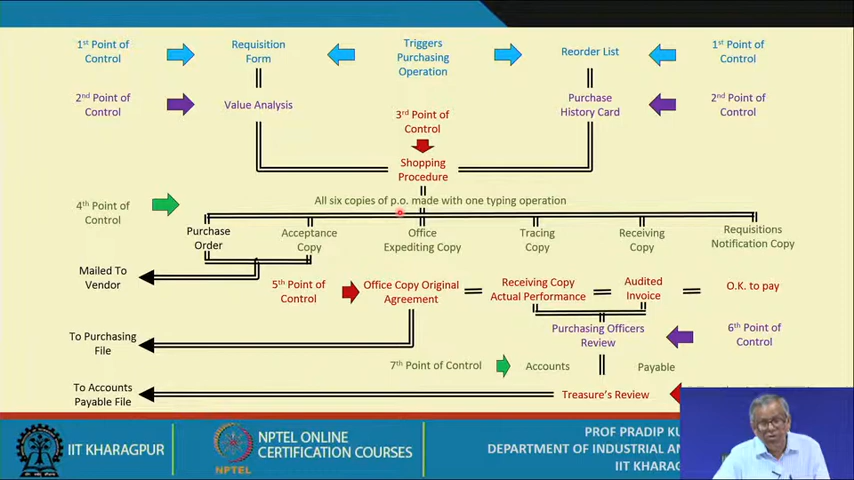 1st Point of
Control
Requisition
Form
Triggers
Purchasing
Operation
Reorder List
1st Point of
Control
2nd Point of
Control
Value Analysis
3rd Point of
Control
Purchase
History Card
2nd Point of
Control
Shopping
Procedure
4th Point of
Control
All six copies of p.o. made with one typing operation
Purchase
Order
Acceptance
Copy
Office
Expediting Copy
Tracing
Copy
Receiving
Copy
Requisitions
Notification Copy
Mailed To
Vendor
5th Point of
Control
Office Copy Original
Agreement
Receiving Copy
Actual Performance
Audited
Invoice
O.K. to pay
To Purchasing
File
Purchasing Officers
Review
6th Point of
Control
7th Point of Control
Accounts
Payable
To Accounts
Payable File
Treasure's Review
IIT KHARAGPUR
NPTEL
NPTEL ONLINE
CERTIFICATION COURSES
PROF PRADIP KU
DEPARTMENT OF INDUSTRIAL AN
IIT KHARAG